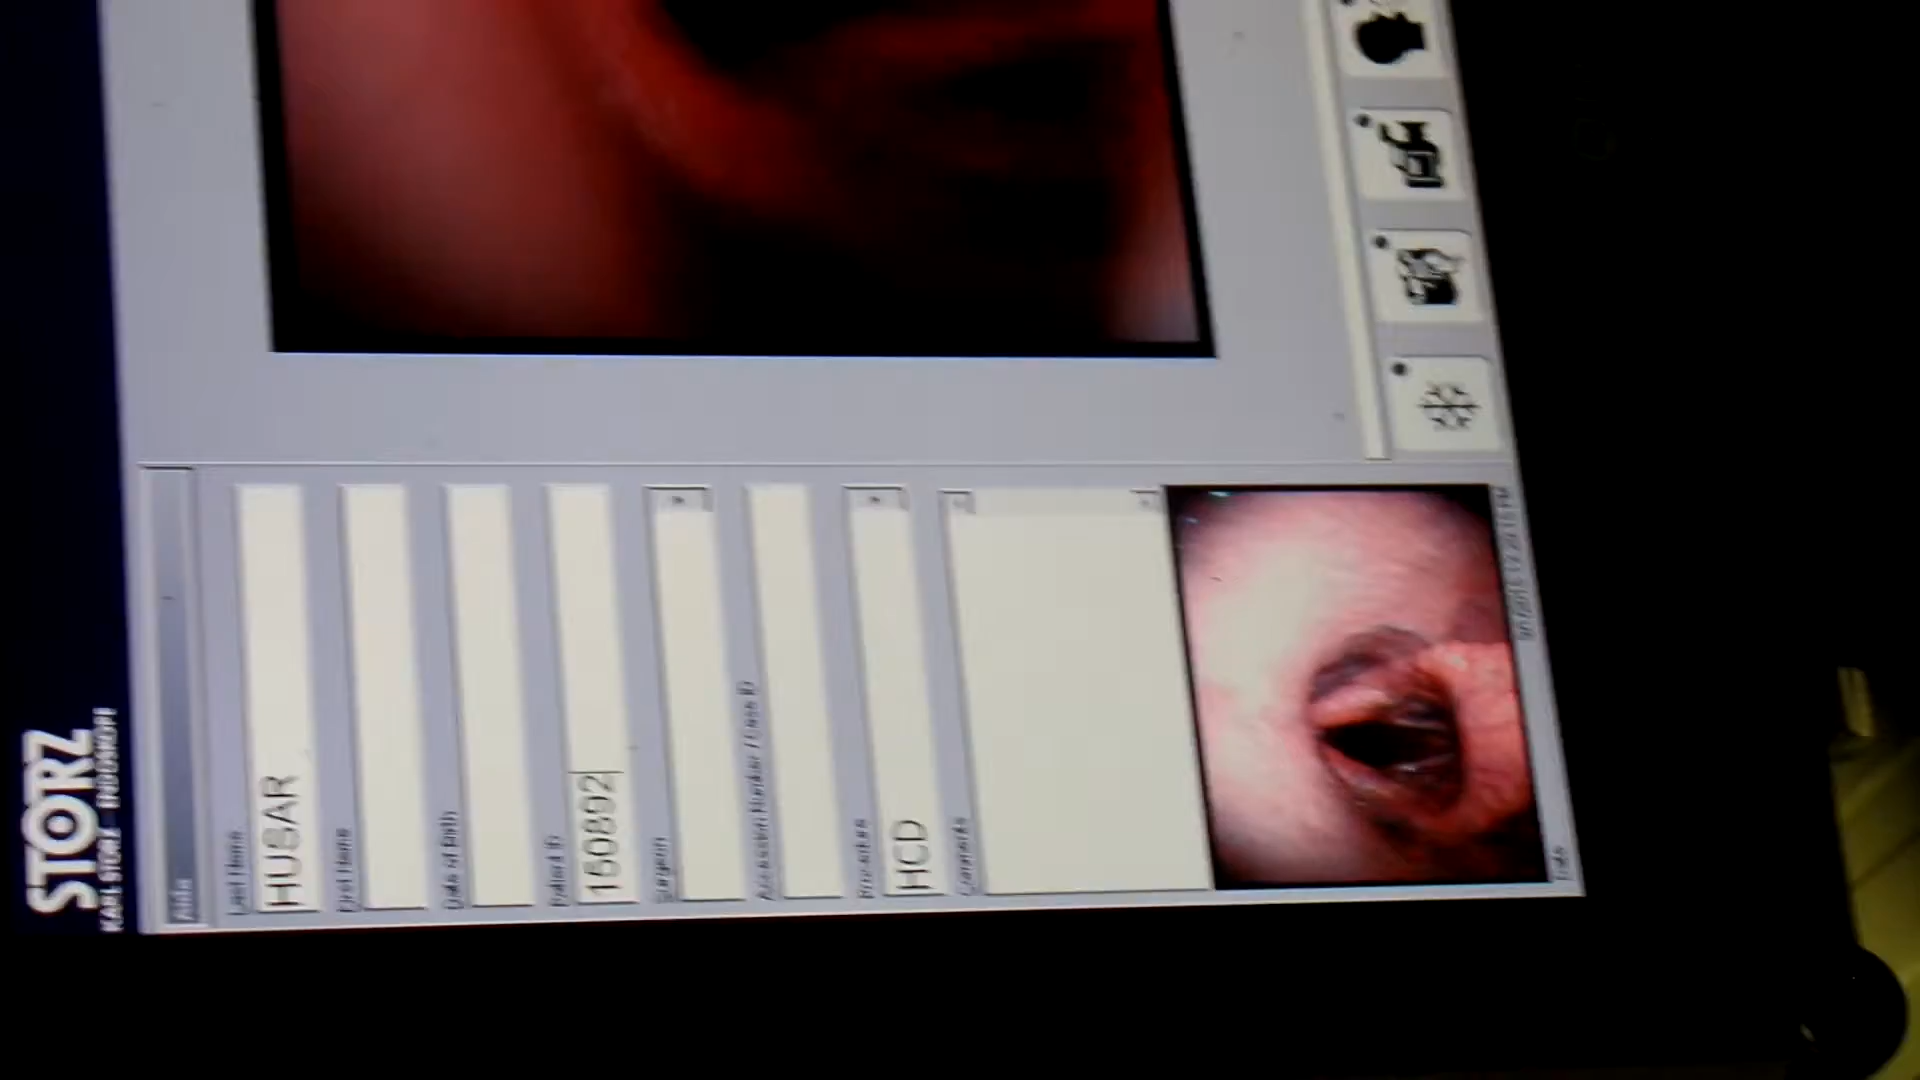 STORZ
KARL STORZ ENDOSKOPE
Last Name
HUSAR
First Name
Date of Birth
Patient ID
150892
Surgeon
Accession Number / Case ID
Procedure
HCD
Comments